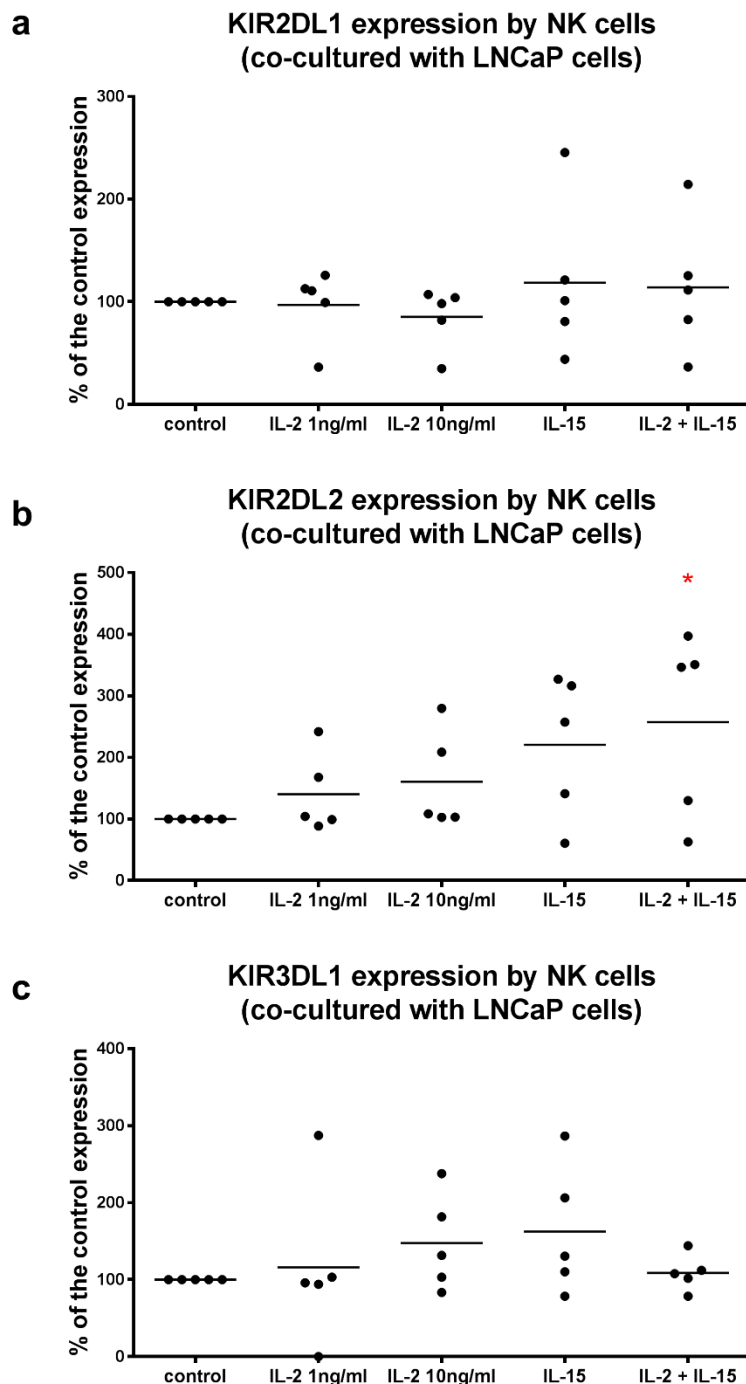 a
KIR2DL1 expression by NK cells
(co-cultured with LNCaP cells)
% of the control expression
300
200
100
0
control IL-2 1ng/ml IL-2 10ng/ml IL-15 IL-2 + IL-15
b
KIR2DL2 expression by NK cells
(co-cultured with LNCaP cells)
*
% of the control expression
500
400
300
200
100
0
control IL-2 1ng/ml IL-2 10ng/ml IL-15 IL-2 + IL-15
c
KIR3DL1 expression by NK cells
(co-cultured with LNCaP cells)
% of the control expression
400
300
200
100
0
control IL-2 1ng/ml IL-2 10ng/ml IL-15 IL-2 + IL-15